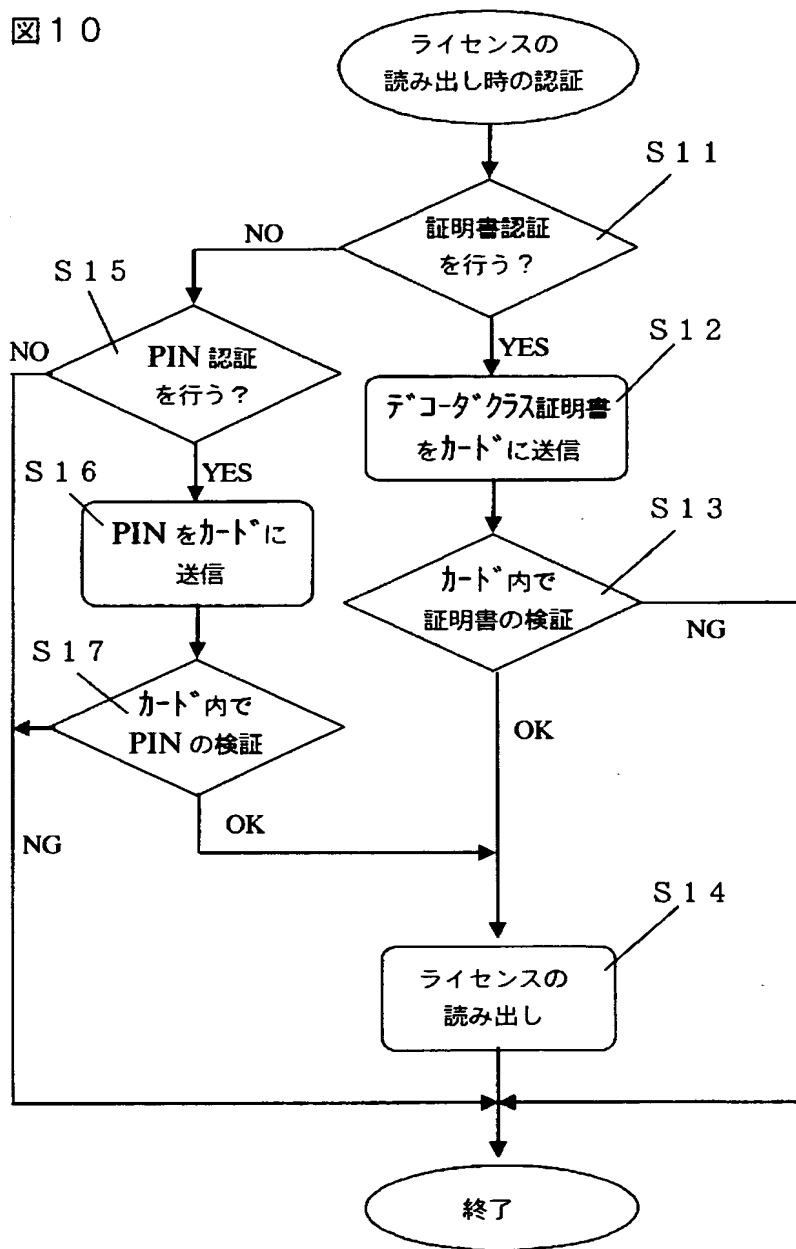 図10
ライセンスの
読み出し時の認証
S11
証明書認証
を行う?
NO
S15
PIN 認証
を行う?
NO
YES
S12
デコーダクラス証明書
をカードに送信
YES
S16
PIN をカードに
送信
S13
カード内で
証明書の検証
NG
S17
カード内で
PIN の検証
OK
OK
NG
S14
ライセンスの
読み出し
終了